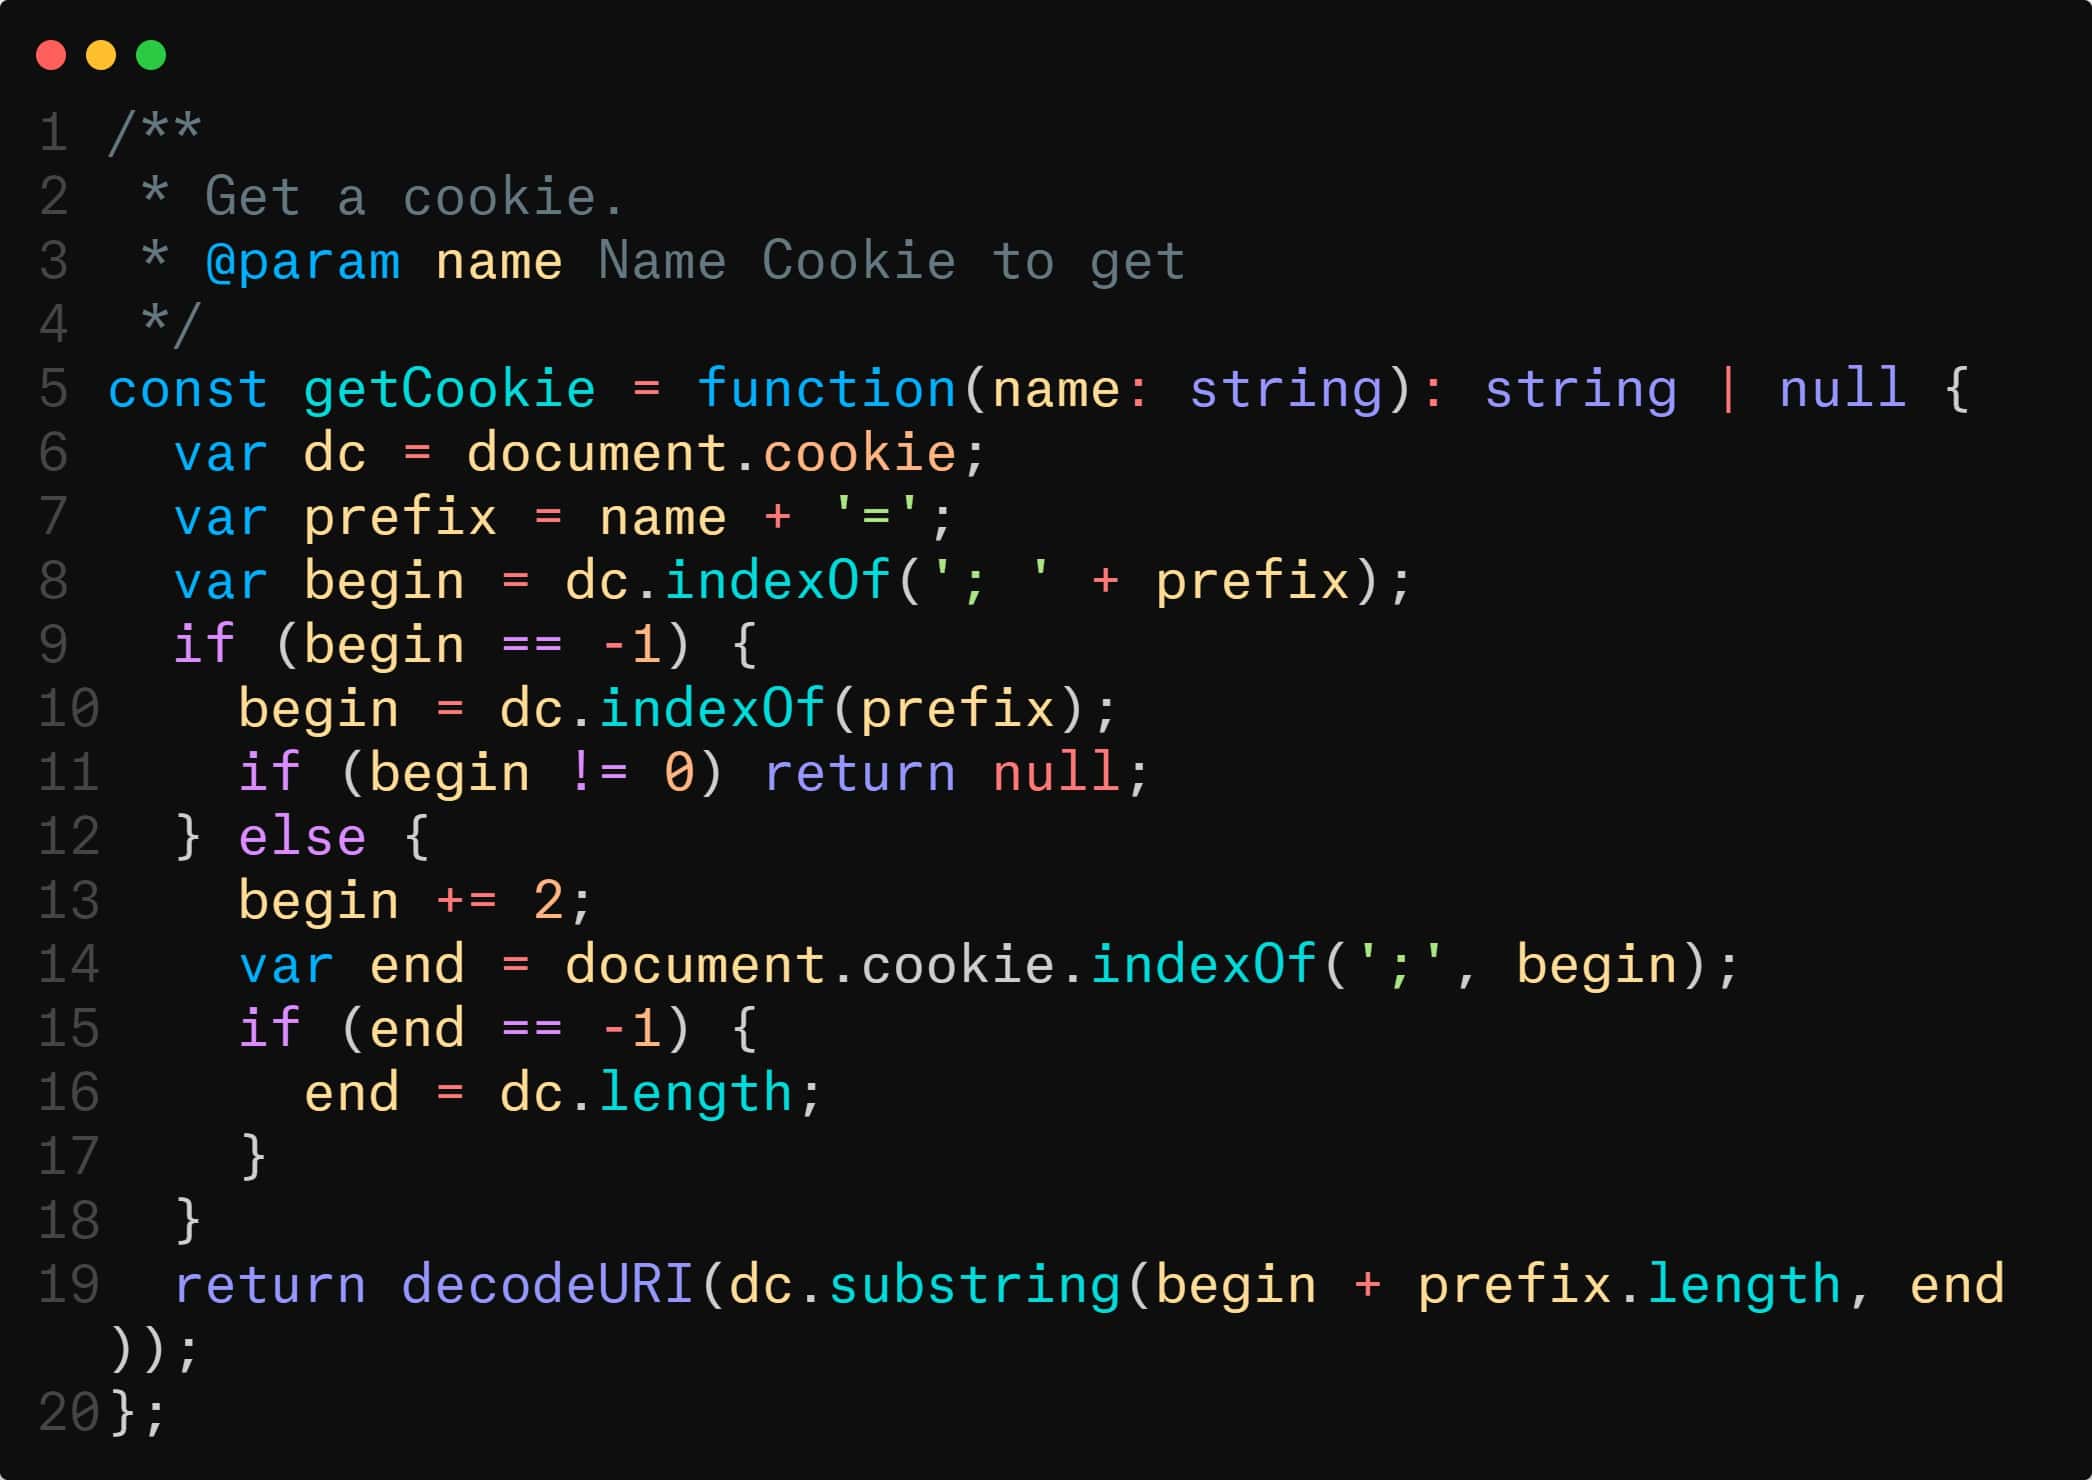 1 /**
2  * Get a cookie.
3  * @param name Name Cookie to get
4  */
5 const getCookie = function(name: string): string | null {
6   var dc = document.cookie;
7   var prefix = name + '=';
8   var begin = dc.indexOf('; ' + prefix);
9   if (begin == -1) {
10     begin = dc.indexOf(prefix);
11     if (begin != 0) return null;
12   } else {
13     begin += 2;
14     var end = document.cookie.indexOf(';', begin);
15     if (end == -1) {
16       end = dc.length;
17     }
18   }
19   return decodeURI(dc.substring(begin + prefix.length, end
));
20 };